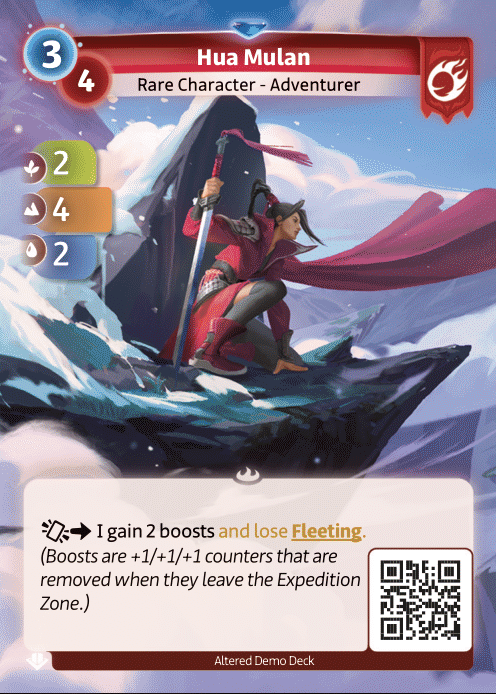 3
Hua Mulan
4
Rare Character - Adventurer
2
4
2
I gain 2 boosts and lose Fleeting.
(Boosts are +1/+1/+1 counters that are
removed when they leave the Expedition
Zone.)
Altered Demo Deck